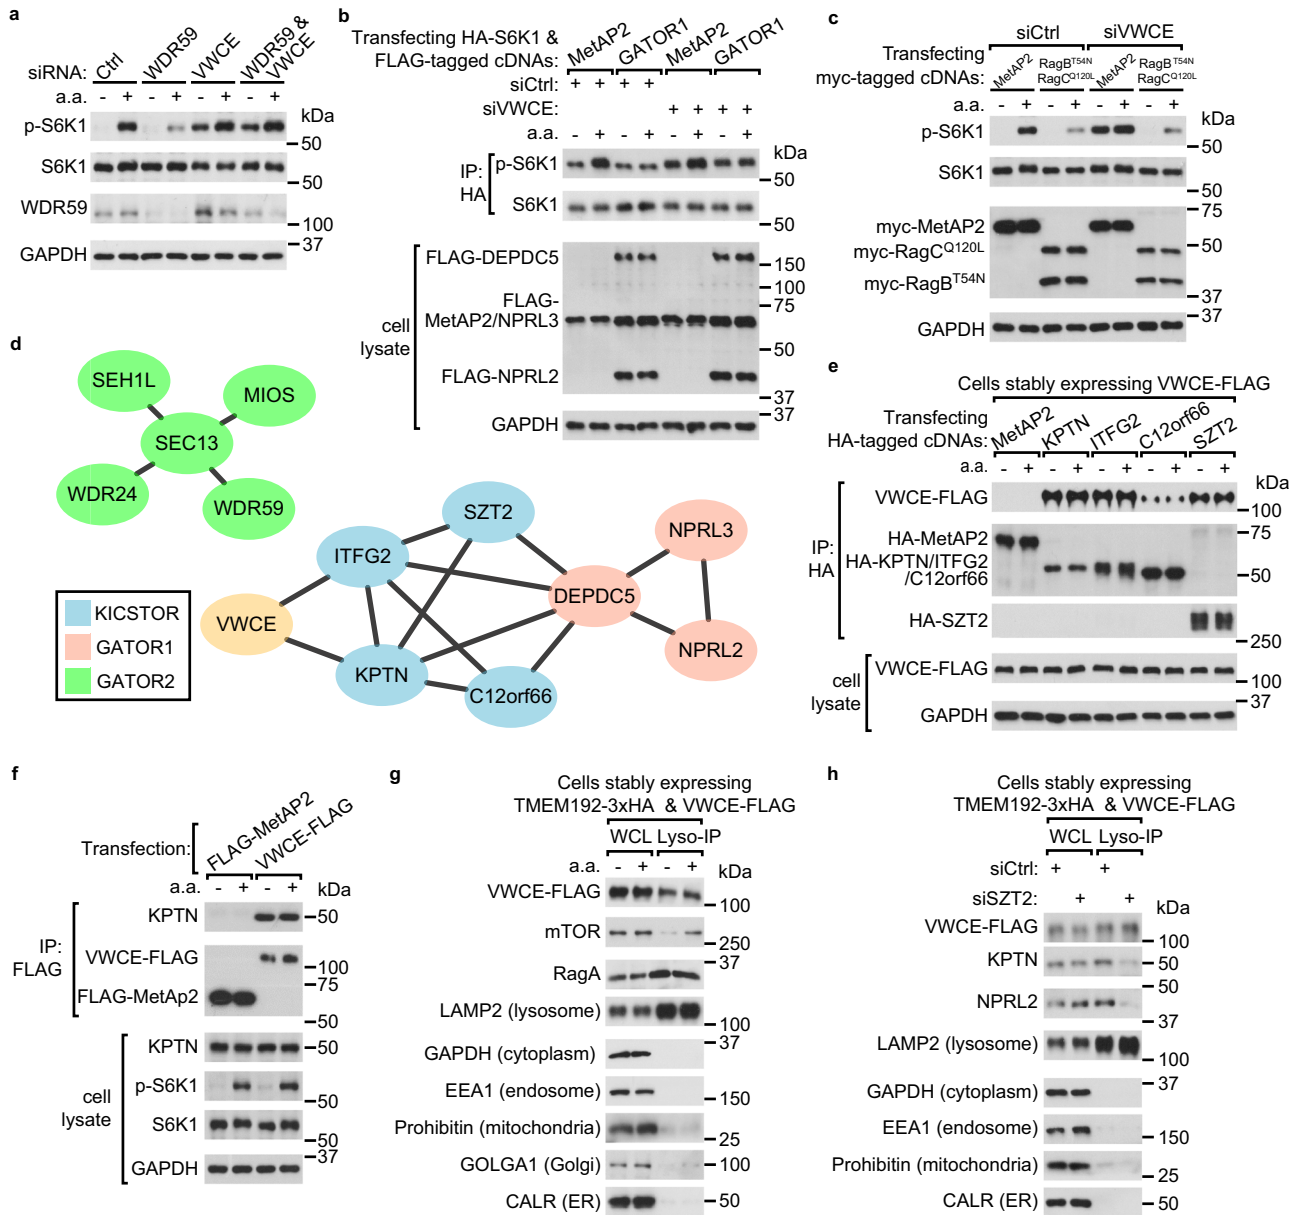 a
siRNA:
Ctrl
WDR59
VWCE
WDR59 &
VWCE
a.a. - + - + - + - +
kDa
p-S6K1
50
S6K1
50
WDR59
100
37
GAPDH
b
Transfecting HA-S6K1 &
FLAG-tagged cDNAs:
MetAP2
GATOR1
MetAP2
GATOR1
siCtrl: + + + +
siVWCE: + + + +
a.a. - + - + - + - +
kDa
IP:
HA
p-S6K1
50
S6K1
50
cell
lysate
FLAG-DEPDC5
150
100
FLAG-
MetAP2/NPRL3
75
50
FLAG-NPRL2
37
37
GAPDH
c
siCtrl
siVWCE
Transfecting
myc-tagged cDNAs:
MetAP2
RagB^T54N
RagC^Q120L
MetAP2
RagB^T54N
RagC^Q120L
a.a. - + - + - + - +
kDa
p-S6K1
50
S6K1
50
75
myc-MetAP2
myc-RagC^Q120L
50
myc-RagB^T54N
37
37
GAPDH
d
SEH1L
MIOS
SEC13
WDR24
WDR59
SZT2
NPRL3
ITFG2
DEPDC5
VWCE
KPTN
NPRL2
C12orf66
KICSTOR
GATOR1
GATOR2
e
Cells stably expressing VWCE-FLAG
Transfecting
HA-tagged cDNAs:
MetAP2
KPTN
ITFG2
C12orf66
SZT2
a.a. - + - + - + - + - +
kDa
IP:
HA
VWCE-FLAG
100
75
HA-MetAP2
HA-KPTN/ITFG2
/C12orf66
50
HA-SZT2
250
cell
lysate
VWCE-FLAG
100
37
GAPDH
f
Transfection:
FLAG-MetAP2
VWCE-FLAG
a.a. - + - +
kDa
IP:
FLAG
KPTN
50
VWCE-FLAG
100
75
FLAG-MetAp2
50
cell
lysate
KPTN
50
p-S6K1
50
S6K1
50
37
GAPDH
g
Cells stably expressing
TMEM192-3xHA & VWCE-FLAG
WCL Lyso-IP
a.a. - + - +
kDa
VWCE-FLAG
100
mTOR
250
37
RagA
LAMP2 (lysosome)
100
37
GAPDH (cytoplasm)
EEA1 (endosome)
150
Prohibitin (mitochondria)
25
GOLGA1 (Golgi)
100
CALR (ER)
50
h
Cells stably expressing
TMEM192-3xHA & VWCE-FLAG
WCL Lyso-IP
siCtrl: + +
siSZT2: + +
kDa
VWCE-FLAG
100
KPTN
50
50
NPRL2
37
LAMP2 (lysosome)
100
37
GAPDH (cytoplasm)
EEA1 (endosome)
150
Prohibitin (mitochondria)
25
CALR (ER)
50